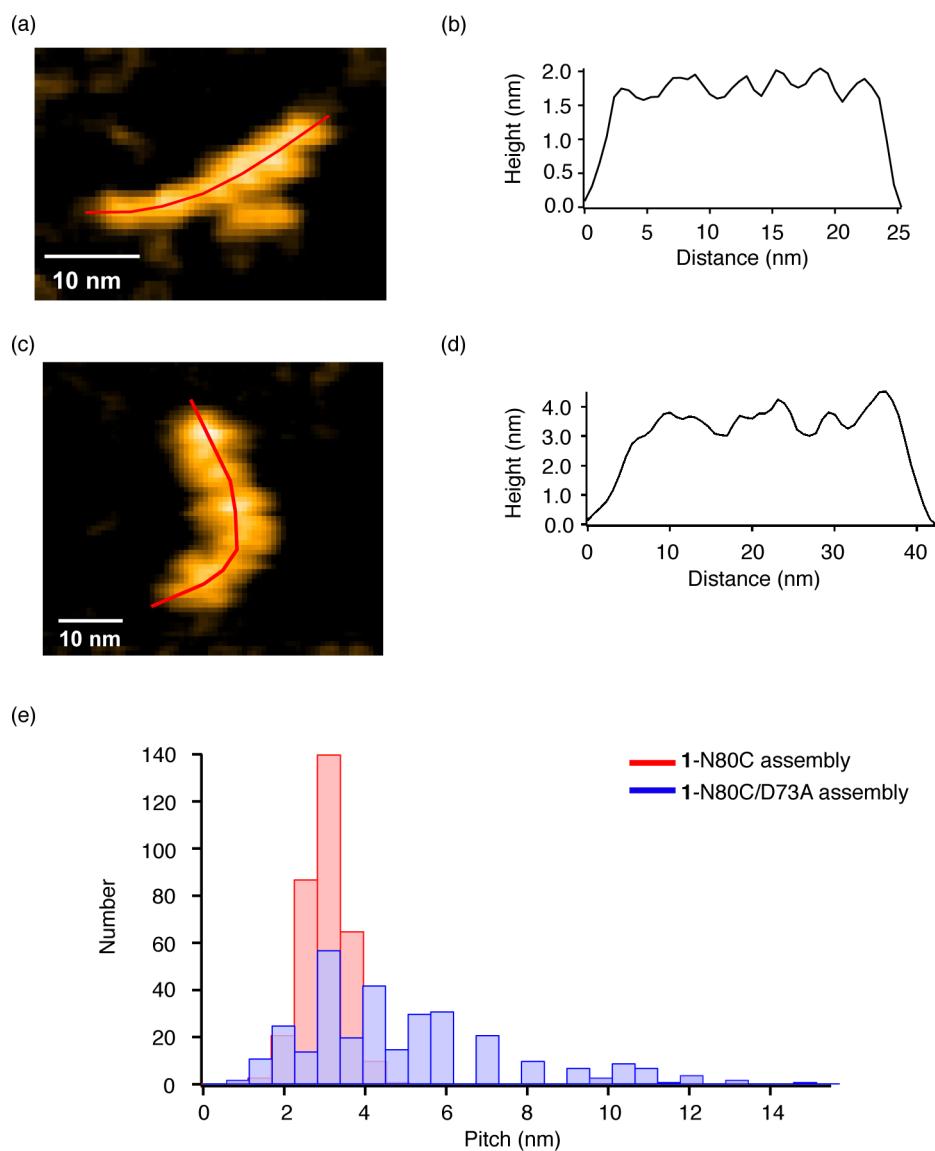 (a)
10 nm
(b)
Height (nm)
2.0
1.5
1.0
0.5
0.0
0 5 10 15 20 25
Distance (nm)
(c)
10 nm
(d)
Height (nm)
4.0
3.0
2.0
1.0
0.0
0 10 20 30 40
Distance (nm)
(e)
Number
140
120
100
80
60
40
20
0
0 2 4 6 8 10 12 14
Pitch (nm)
1-N80C assembly
1-N80C/D73A assembly